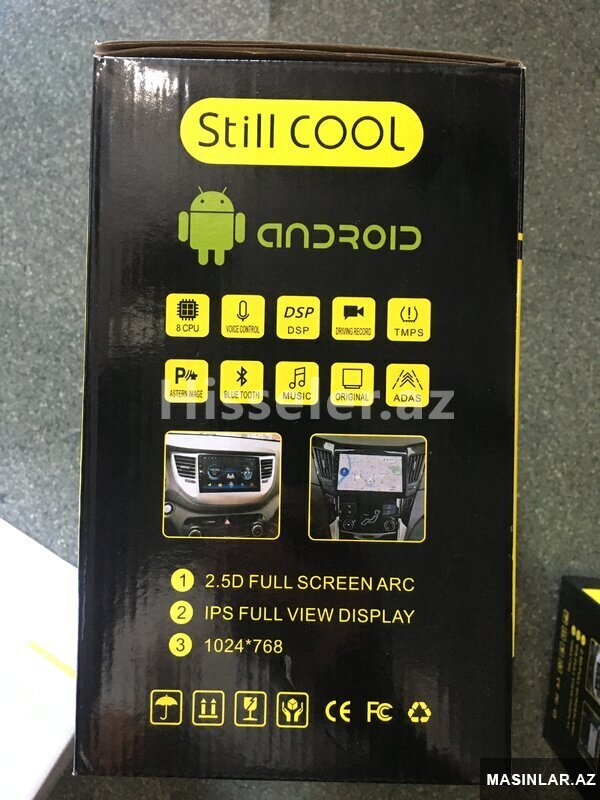 Still COOL
ANDROID
8 CPU
VOICE CONTROL
DSP
DSP
DRIVING RECORD
TMPS
P
ASTERN IMAGE
BLUE TOOTH
MUSIC
ORIGINAL
ADAS
Hisseler.az
1 2.5D FULL SCREEN ARC
2 IPS FULL VIEW DISPLAY
3 1024*768
CE FC
MASINLAR.AZ